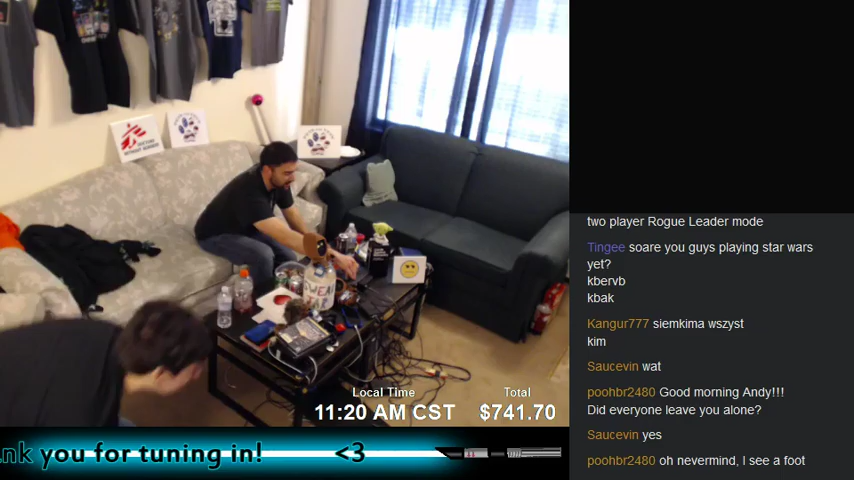 two player Rogue Leader mode
Tingee soare you guys playing star wars
yet?
kbervb
kbak
Kangur777 siemkima wszyst
kim
Saucevin wat
poohbr2480 Good morning Andy!!!
Did everyone leave you alone?
Saucevin yes
poohbr2480 oh nevermind, I see a foot
Local Time
Total
11:20 AM CST
$741.70
nk you for tuning in!
<3